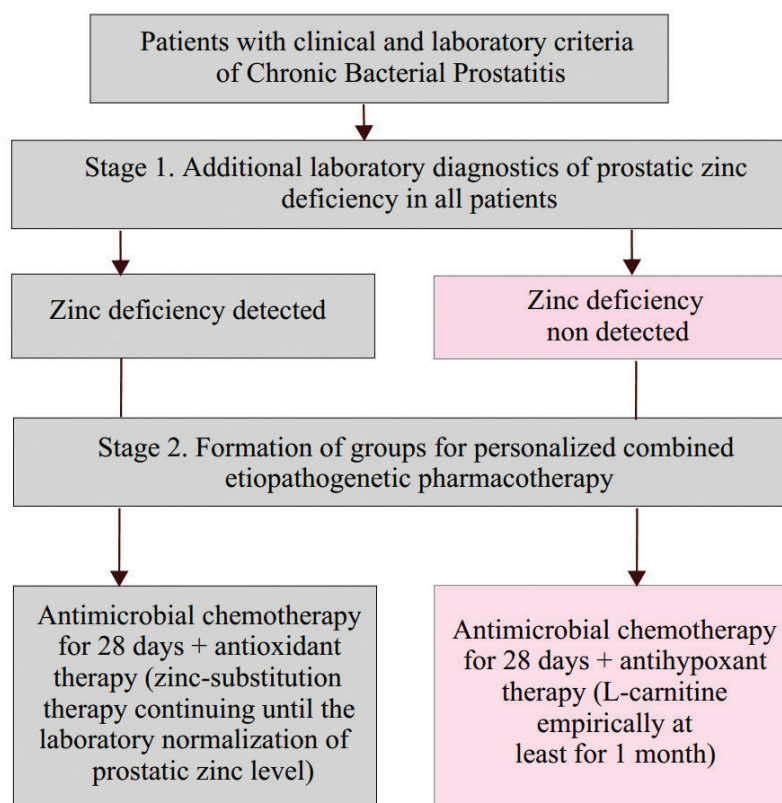 Patients with clinical and laboratory criteria
of Chronic Bacterial Prostatitis
Stage 1. Additional laboratory diagnostics of prostatic zinc
deficiency in all patients
Zinc deficiency detected
Zinc deficiency
non detected
Stage 2. Formation of groups for personalized combined
etiopathogenetic pharmacotherapy
Antimicrobial chemotherapy
for 28 days + antioxidant
therapy (zinc-substitution
therapy continuing until the
laboratory normalization of
prostatic zinc level)
Antimicrobial chemotherapy
for 28 days + antihypoxant
therapy (L-carnitine
empirically at
least for 1 month)